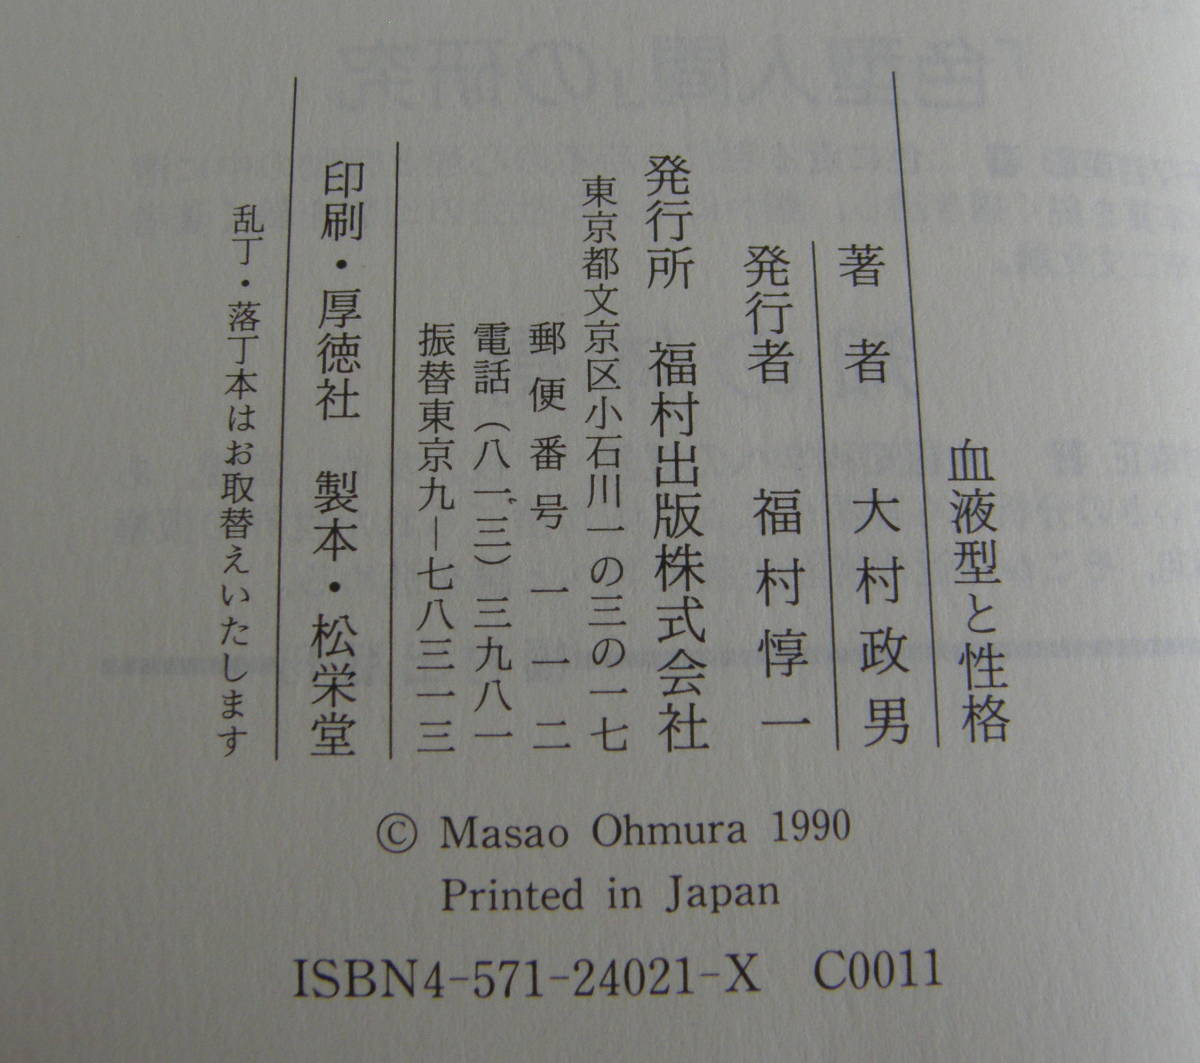 血液型と性格
著者 大村政男
発行者 福村惇一
発行所 福村出版株式会社
東京都文京区小石川一の三の一七
郵便番号 一一二
電話(八一三)三九八一
振替東京九―七八三一三
印刷・厚徳社 製本・松栄堂
乱丁・落丁本はお取替えいたします
© Masao Ohmura 1990
Printed in Japan
ISBN4-571-24021-X C0011